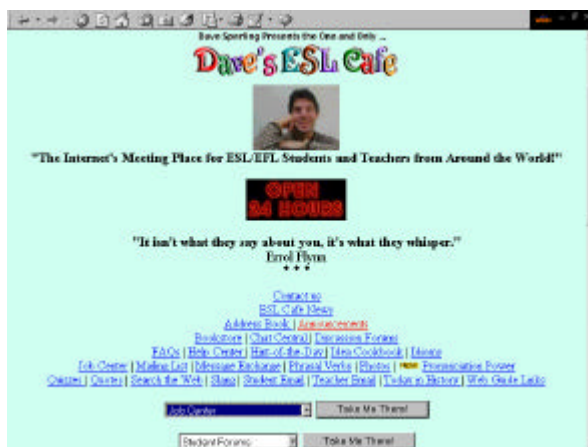 Dave Sperling Presents the One and Only ...
Dave's ESL Cafe
"The Internet's Meeting Place for ESL/EFL Students and Teachers from Around the World!"
OPEN
24 HOURS
"It isn't what they say about you, it's what they whisper."
Errol Flynn
* * *
Contact us
ESL Cafe News
Address Book | Announcements
Bookstore | Chat Central | Discussion Forums
FAQs | Help Center | Hint-of-the-Day | Idea Cookbook | Idioms
Job Center | Mailing List | Message Exchange | Phrasal Verbs | Photos | Pronunciation Power
Quizzes | Quotes | Search the Web | Slang | Student Email | Teacher Email | Today in History | Web Guide Links
Job Center Take Me There!
Student Forums Take Me There!